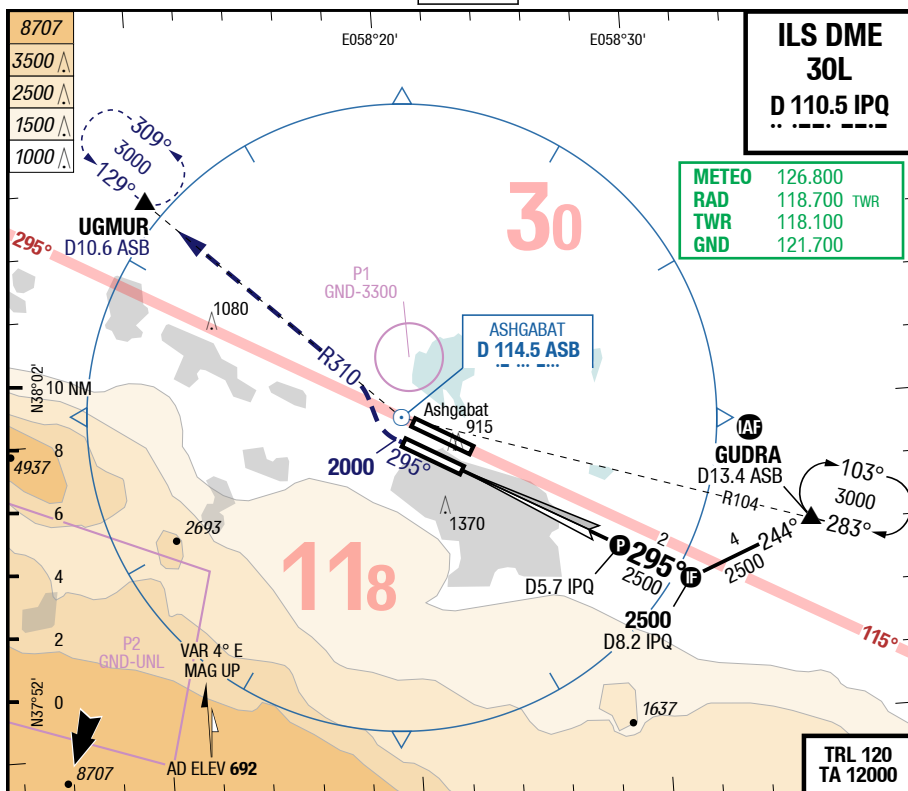 8707
3500
2500
1500
1000
E058°20'
E058°30'
ILS DME
30L
D 110.5 IPQ
METEO 126.800
RAD 118.700 TWR
TWR 118.100
GND 121.700
309°
3000
129°
UGMUR
D10.6 ASB
295°
30
P1
GND-3300
1080
ASHGABAT
D 114.5 ASB
R310
N38°02'
10 NM
Ashgabat
915
IAF
GUDRA
D13.4 ASB
8
4937
2000
295°
R104
103°
3000
283°
6
2693
1370
2
4
244°
P
295°
2500
2500
IF
118
4
D5.7 IPQ
2500
D8.2 IPQ
115°
2
P2
GND-UNL
VAR 4° E
MAG UP
N37°52'
0
1637
8707
AD ELEV 692
TRL 120
TA 12000